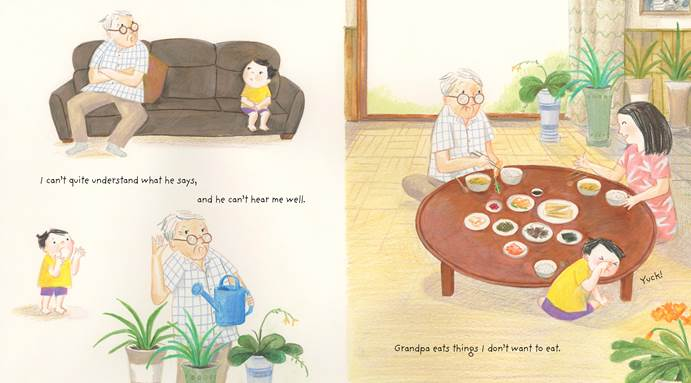 I can't quite understand what he says,
and he can't hear me well.
Yuck!
Grandpa eats things I don't want to eat.